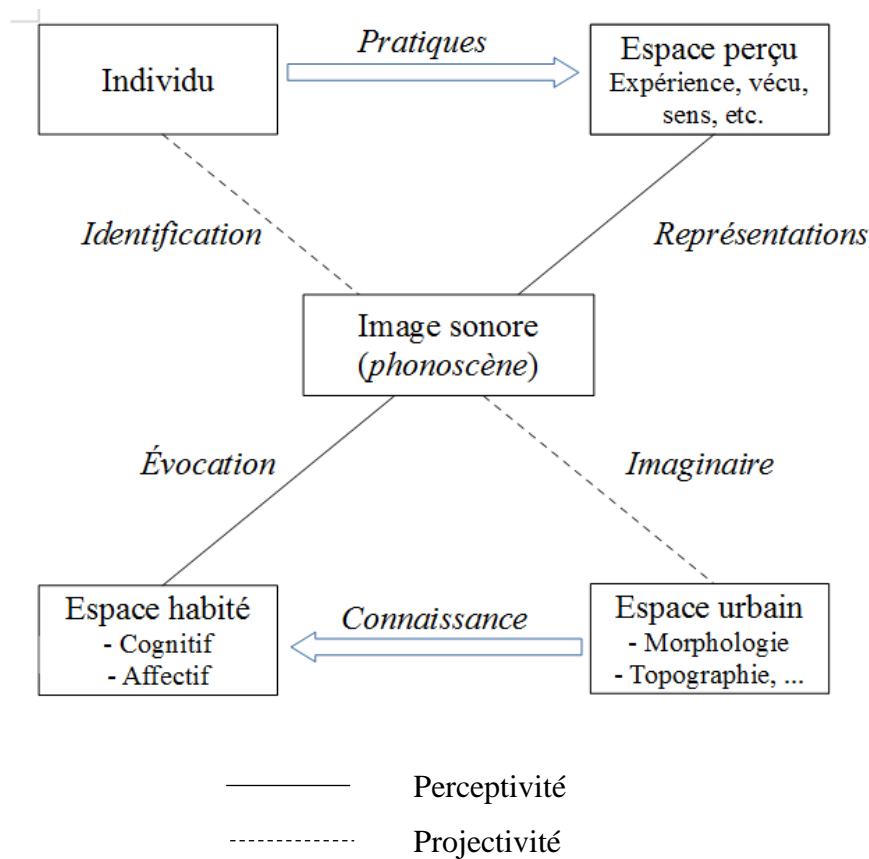 Individu
Pratiques
Espace perçu
Expérience, vécu,
sens, etc.
Identification
Représentations
Image sonore
(phonoscène)
Évocation
Imaginaire
Espace habité
- Cognitif
- Affectif
Connaissance
Espace urbain
- Morphologie
- Topographie, ...
Perceptivité
Projectivité